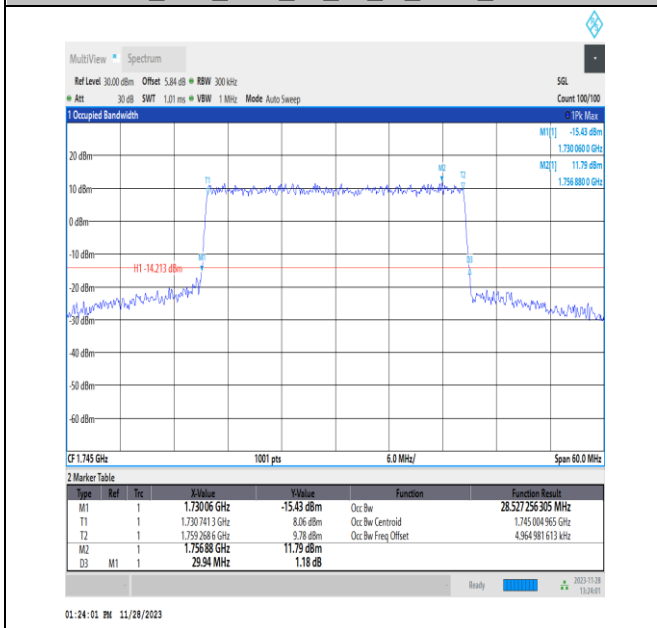 MultiView Spectrum
Ref Level 30.00 dBm Offset 5.84 dB RBW 300 kHz SGL
Att 30 dB SWT 1.01 ms VBW 1 MHz Mode Auto Sweep Count 100/100
1 Occupied Bandwidth 1Pk Max
M1[1] -15.43 dBm
1.730 060 0 GHz
M2[1] 11.79 dBm
1.756 880 0 GHz
20 dBm
M2
T1 T2
10 dBm
0 dBm
-10 dBm
M1 D3
H1 -14.213 dBm
-20 dBm
-30 dBm
-40 dBm
-50 dBm
-60 dBm
CF 1.745 GHz 1001 pts 6.0 MHz/ Span 60.0 MHz
2 Marker Table
Type Ref Trc X-Value Y-Value Function Function Result
M1 1 1.73006 GHz -15.43 dBm Occ Bw 28.527 256 305 MHz
T1 1 1.730 741 3 GHz 8.06 dBm Occ Bw Centroid 1.745 004 965 GHz
T2 1 1.759 268 6 GHz 9.78 dBm Occ Bw Freq Offset 4.964 981 613 kHz
M2 1 1.75688 GHz 11.79 dBm
D3 M1 1 29.94 MHz 1.18 dB
Ready 2023-11-28
13:24:01
01:24:01 PM 11/28/2023